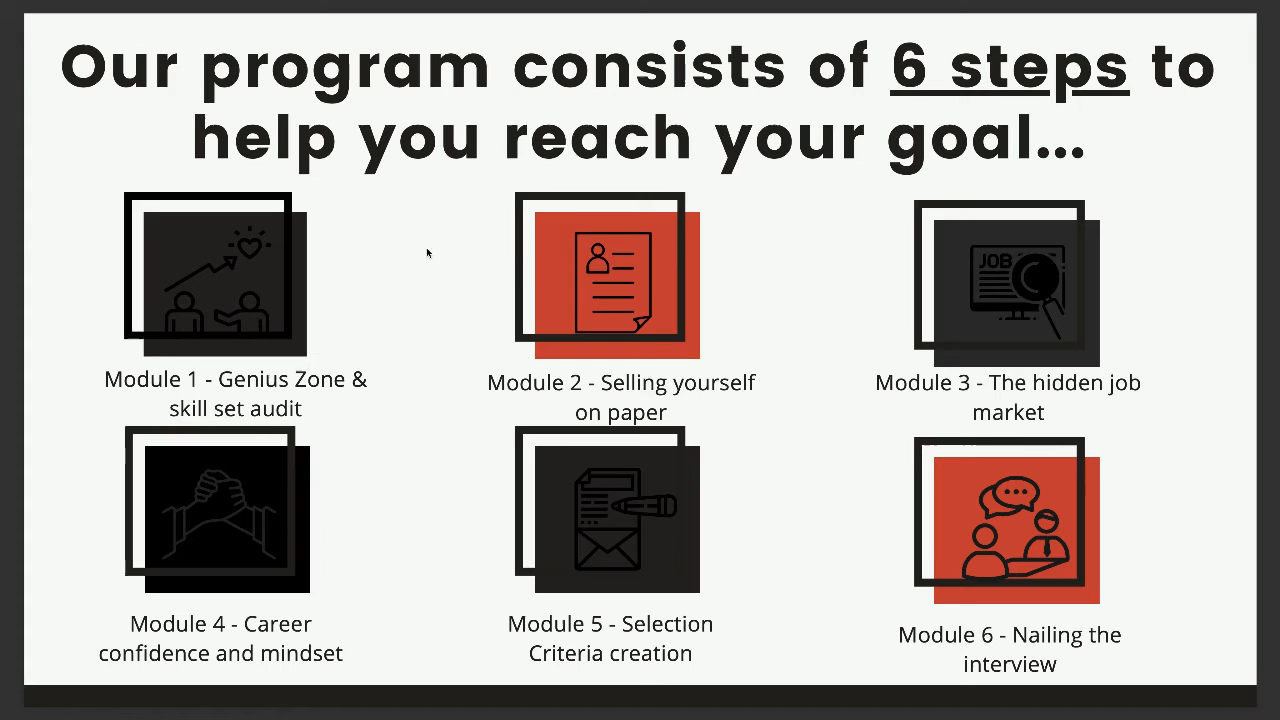 Our program consists of 6 steps to
help you reach your goal...
JOB
Module 1 - Genius Zone &
skill set audit
Module 2 - Selling yourself
on paper
Module 3 - The hidden job
market
Module 4 - Career
confidence and mindset
Module 5 - Selection
Criteria creation
Module 6 - Nailing the
interview